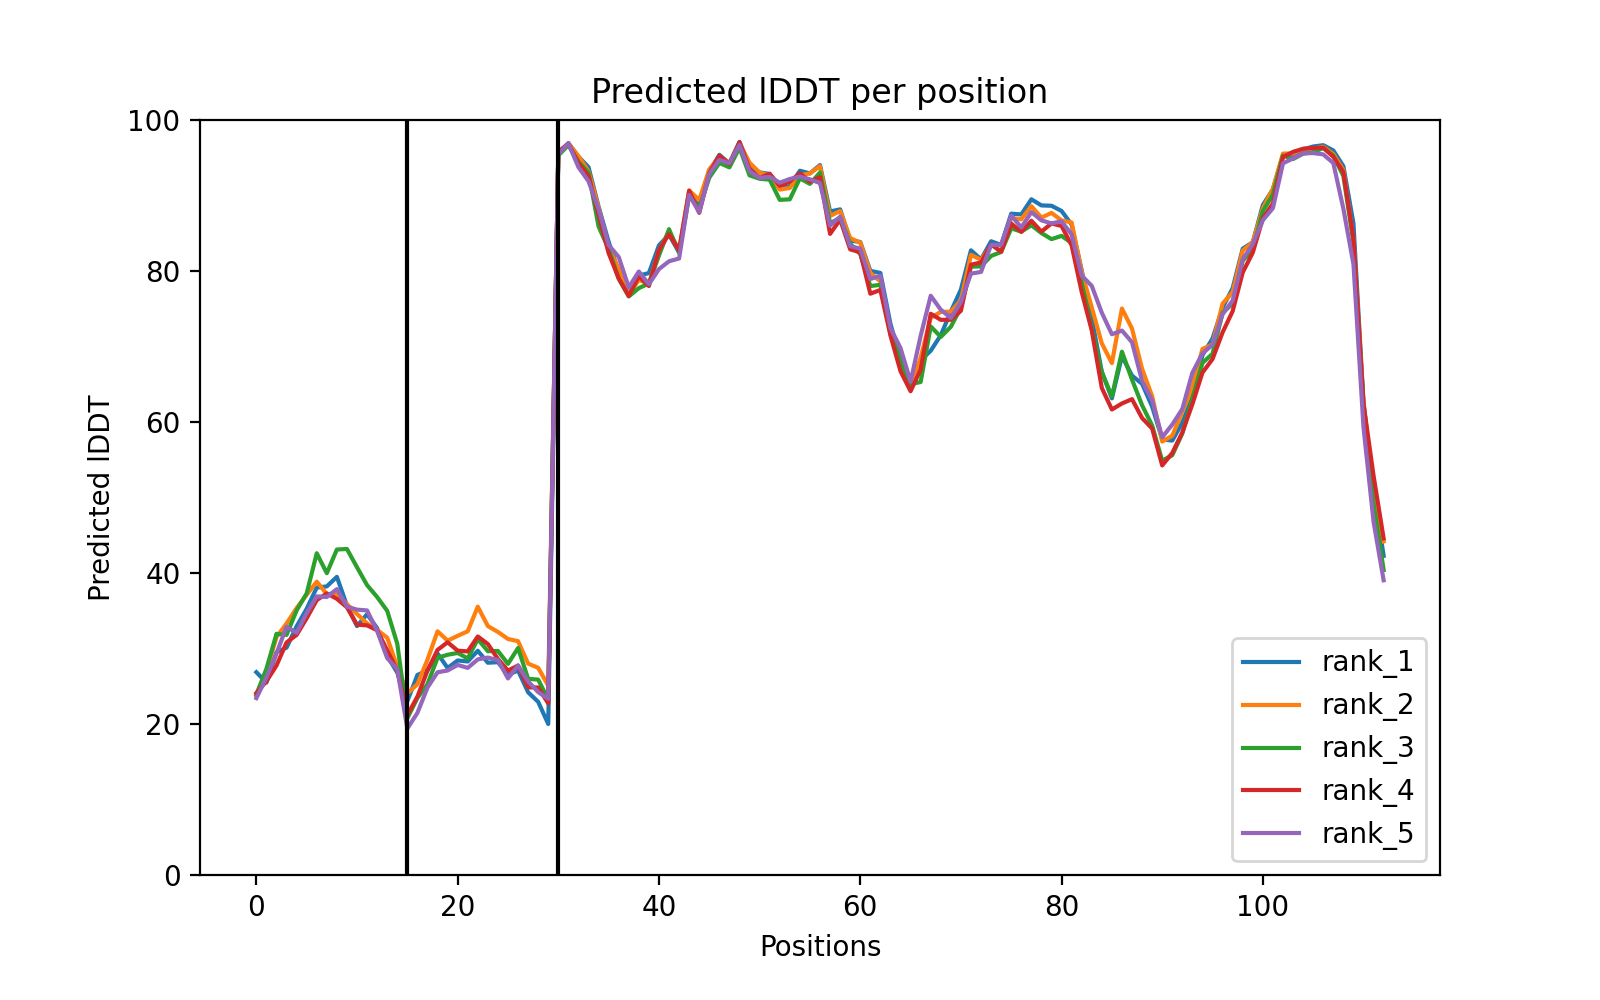 Predicted lDDT per position
100
80
60
40
20
0
Predicted lDDT
0 20 40 60 80 100
Positions
rank_1
rank_2
rank_3
rank_4
rank_5